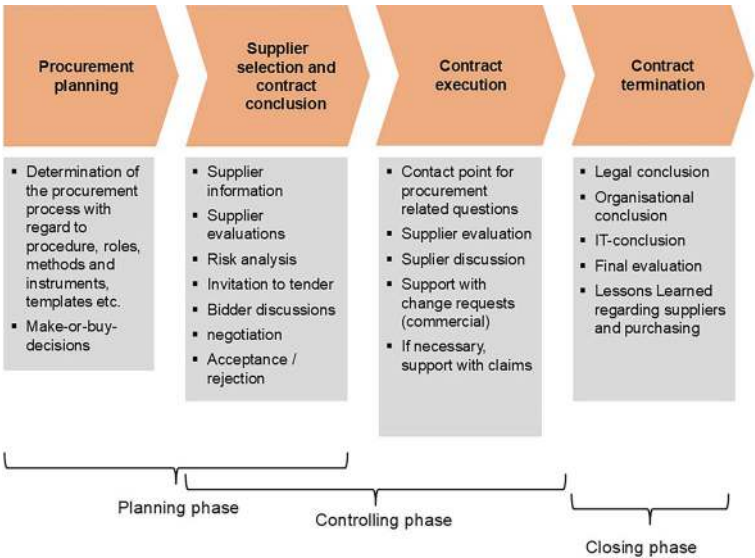 Procurement
planning
Supplier
selection and
contract
conclusion
Contract
execution
Contract
termination
▪ Determination of
the procurement
process with
regard to
procedure, roles,
methods and
instruments,
templates etc.
▪ Make-or-buy-
decisions
▪ Supplier
information
▪ Supplier
evaluations
▪ Risk analysis
▪ Invitation to tender
▪ Bidder discussions
▪ negotiation
▪ Acceptance /
rejection
▪ Contact point for
procurement
related questions
▪ Supplier evaluation
▪ Suplier discussion
▪ Support with
change requests
(commercial)
▪ If necessary,
support with claims
▪ Legal conclusion
▪ Organisational
conclusion
▪ IT-conclusion
▪ Final evaluation
▪ Lessons Learned
regarding suppliers
and purchasing
Planning phase
Controlling phase
Closing phase